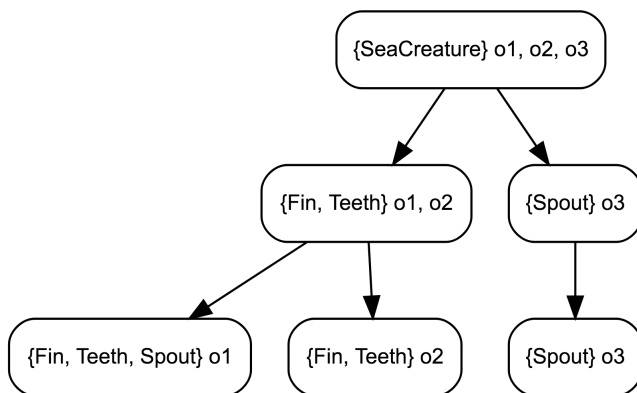 {SeaCreature} o1, o2, o3
{Fin, Teeth} o1, o2
{Spout} o3
{Fin, Teeth, Spout} o1
{Fin, Teeth} o2
{Spout} o3